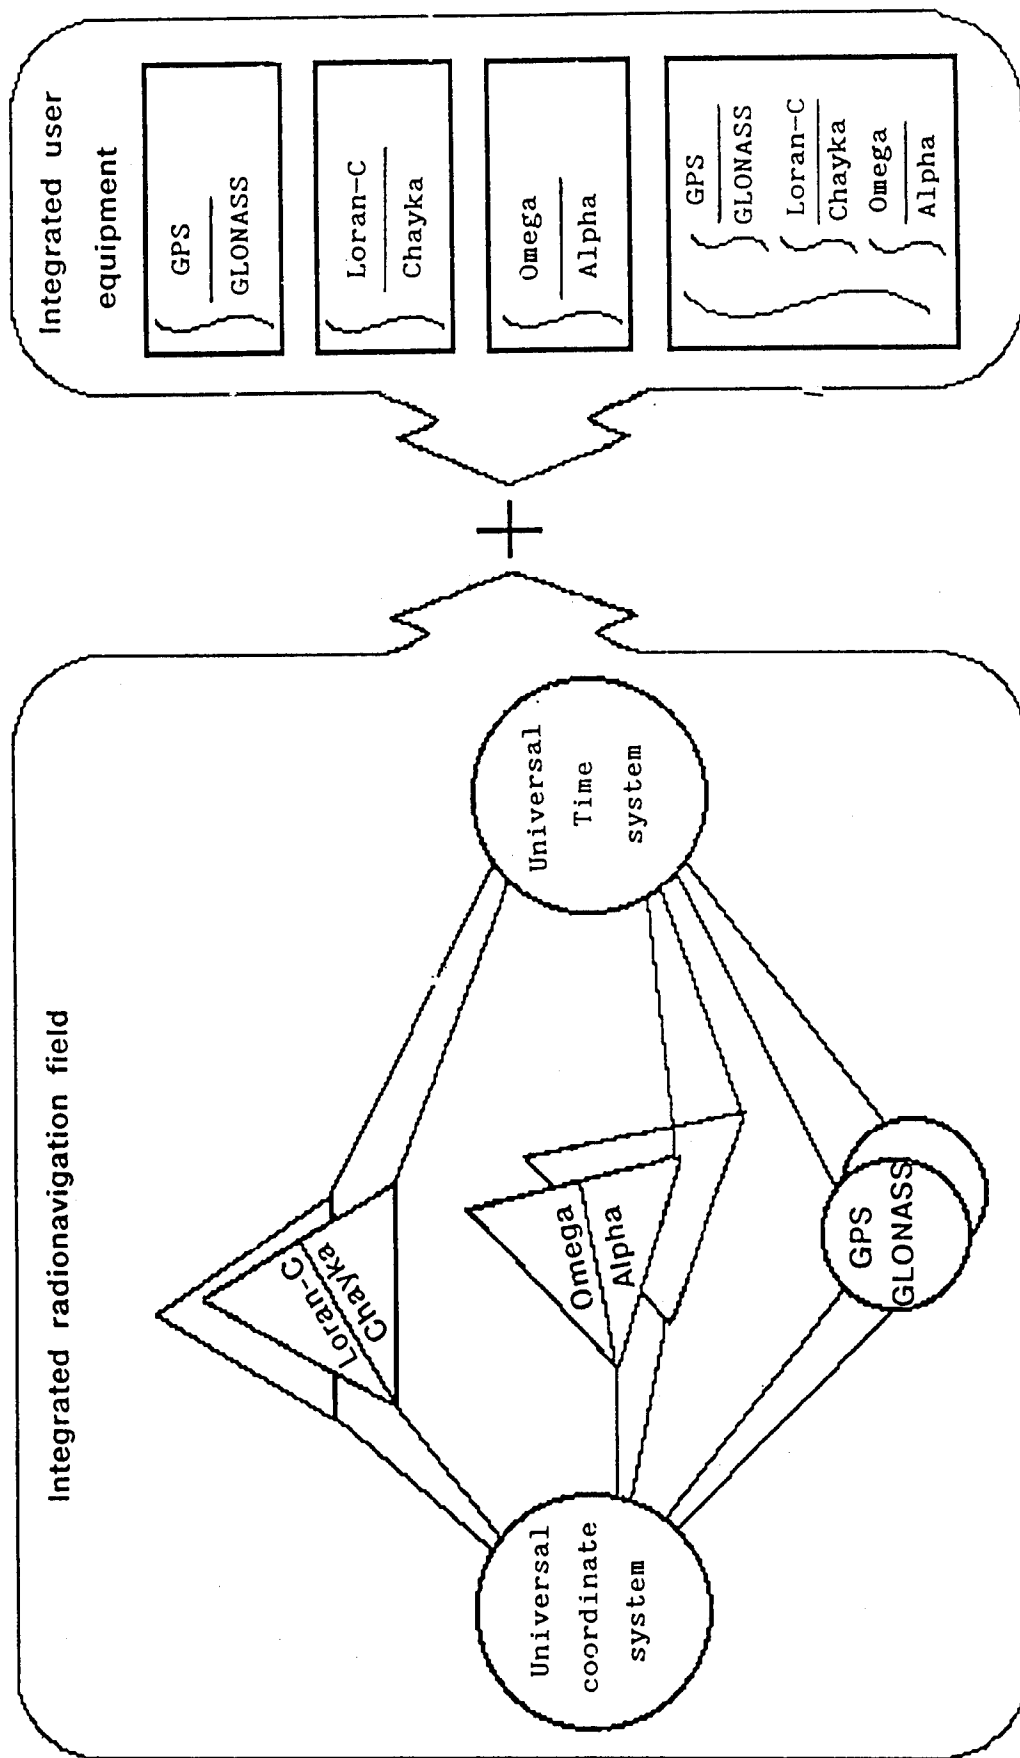 Integrated radionavigation field
Loran-C
Chayka
Omega
Alpha
GPS
GLONASS
Universal
coordinate
system
Universal
Time
system
+
Integrated user
equipment
GPS
GLONASS
Loran-C
Chayka
Omega
Alpha
GPS
GLONASS
Loran-C
Chayka
Omega
Alpha